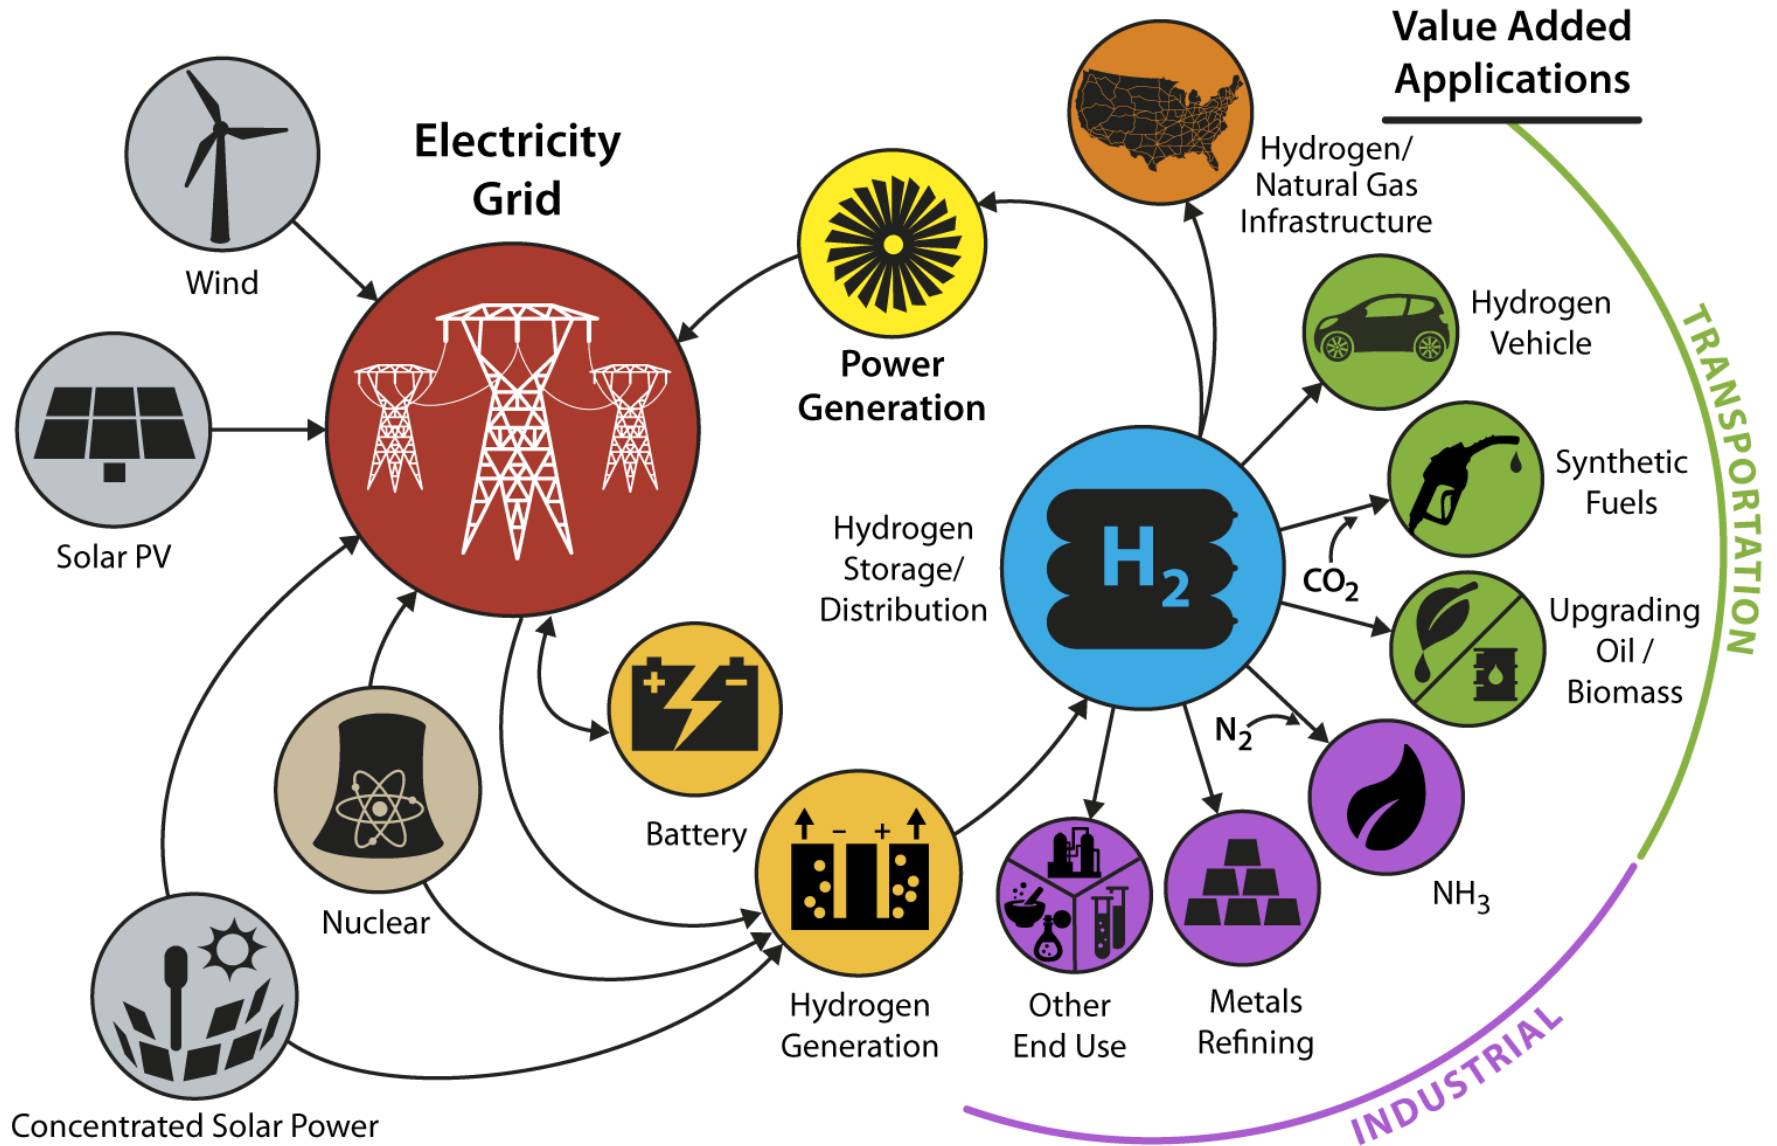 Value Added
Applications
Electricity
Grid
Wind
Solar PV
Power
Generation
Hydrogen/
Natural Gas
Infrastructure
Hydrogen
Vehicle
Synthetic
Fuels
CO2
Upgrading
Oil /
Biomass
TRANSPORTATION
Hydrogen
Storage/
Distribution
H2
N2
NH3
+ −
Battery
− +
Nuclear
Hydrogen
Generation
Other
End Use
Metals
Refining
INDUSTRIAL
Concentrated Solar Power